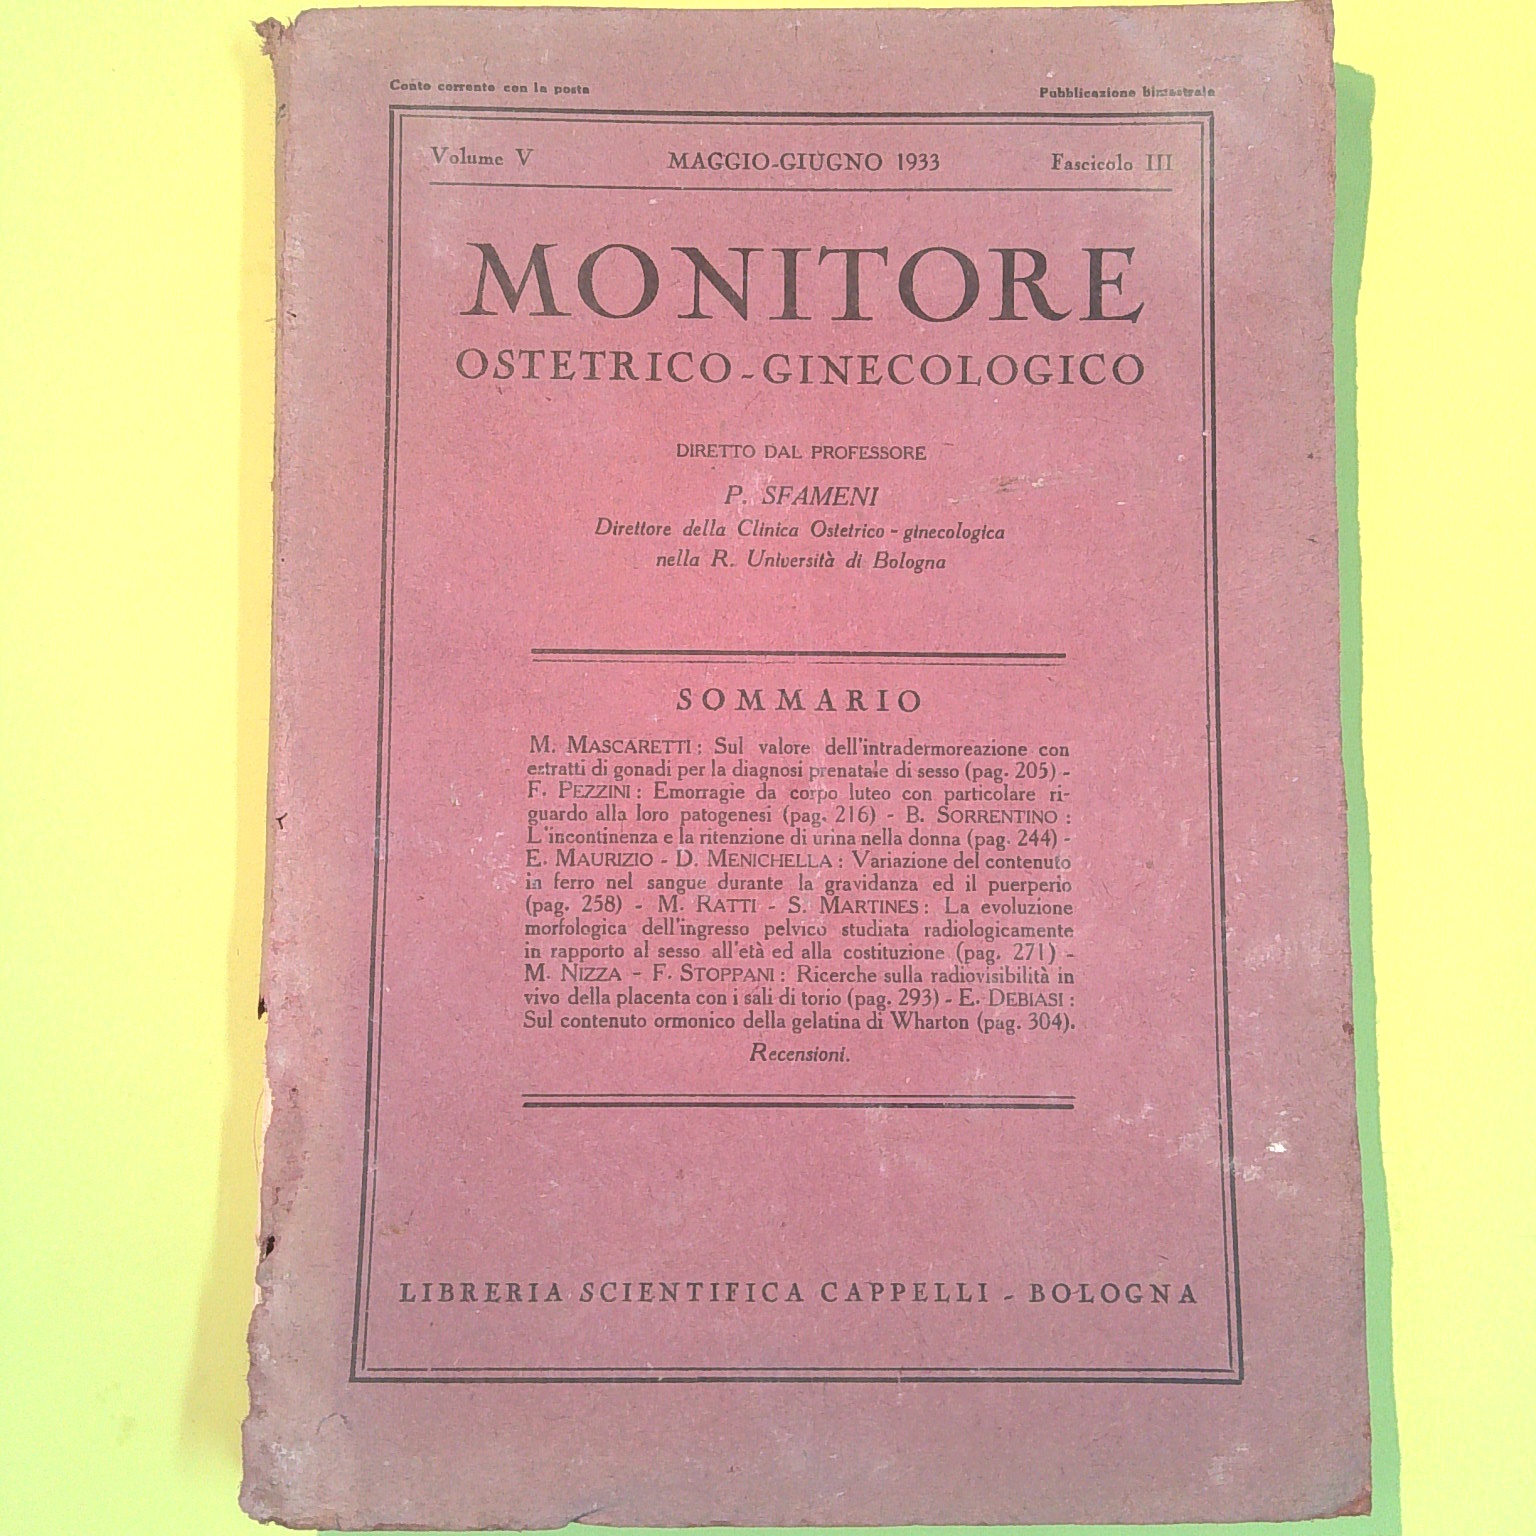 Conto corrente con la posta
Pubblicazione bimestrale
Volume V MAGGIO-GIUGNO 1933 Fascicolo III
MONITORE
OSTETRICO-GINECOLOGICO
DIRETTO DAL PROFESSORE
P. SFAMENI
Direttore della Clinica Ostetrico-ginecologica
nella R. Università di Bologna
SOMMARIO
M. MASCARETTI: Sul valore dell'intradermoreazione con
estratti di gonadi per la diagnosi prenatale di sesso (pag. 205) -
F. PEZZINI: Emorragie da corpo luteo con particolare ri-
guardo alla loro patogenesi (pag. 216) - B. SORRENTINO:
L'incontinenza e la ritenzione di urina nella donna (pag. 244) -
E. MAURIZIO - D. MENICHELLA: Variazione del contenuto
in ferro nel sangue durante la gravidanza ed il puerperio
(pag. 258) - M. RATTI - S. MARTINES: La evoluzione
morfologica dell'ingresso pelvico studiata radiologicamente
in rapporto al sesso all'età ed alla costituzione (pag. 271) -
M. NIZZA - F. STOPPANI: Ricerche sulla radiovisibilità in
vivo della placenta con i sali di torio (pag. 293) - E. DEBIASI:
Sul contenuto ormonico della gelatina di Wharton (pag. 304).
Recensioni.
LIBRERIA SCIENTIFICA CAPPELLI - BOLOGNA